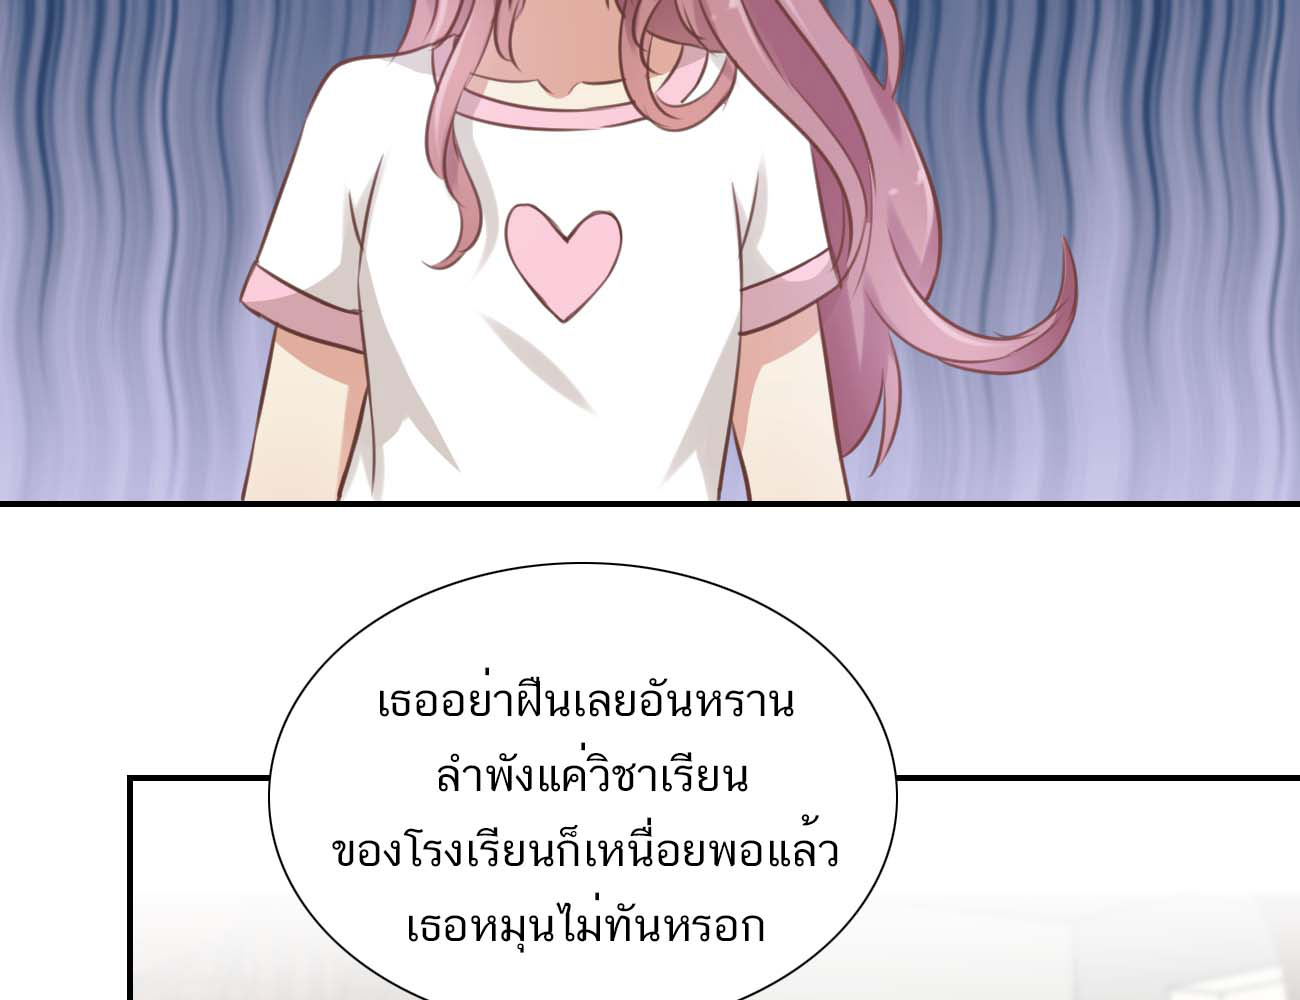 เธออย่าฝืนเลยอันหราน
ลำพังแค่วิชาเรียน
ของโรงเรียนก็เหนื่อยพอแล้ว
เธอหมุนไม่ทันหรอก